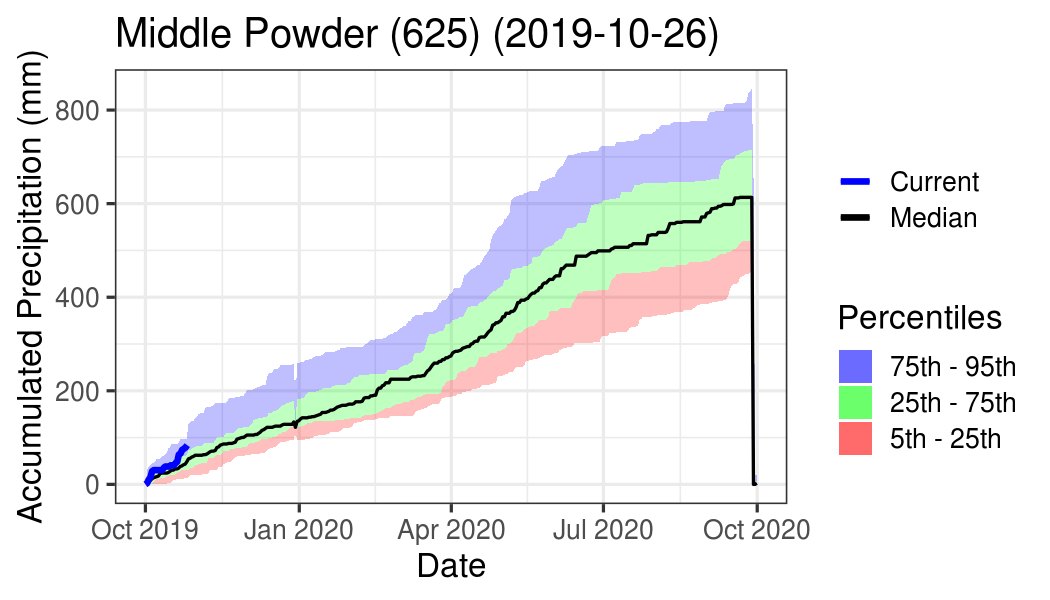 Middle Powder (625) (2019-10-26)
Accumulated Precipitation (mm)
800
600
400
200
0
Oct 2019
Jan 2020
Apr 2020
Jul 2020
Oct 2020
Date
Current
Median
Percentiles
75th - 95th
25th - 75th
5th - 25th